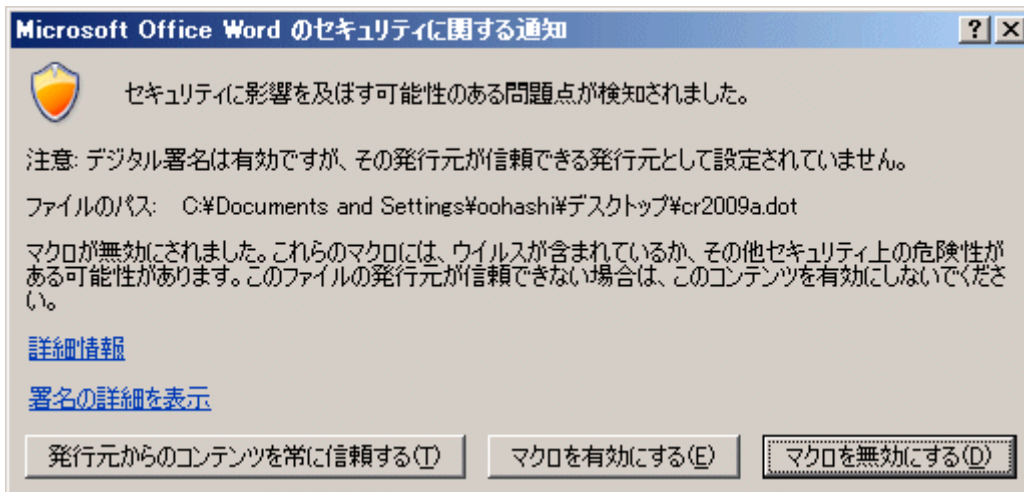 Microsoft Office Word のセキュリティに関する通知
セキュリティに影響を及ぼす可能性のある問題点が検知されました。
注意: デジタル署名は有効ですが、その発行元が信頼できる発行元として設定されていません。
ファイルのパス: C:¥Documents and Settings¥oohashi¥デスクトップ¥cr2009a.dot
マクロが無効にされました。これらのマクロには、ウイルスが含まれているか、その他セキュリティ上の危険性が
ある可能性があります。このファイルの発行元が信頼できない場合は、このコンテンツを有効にしないでくださ
い。
詳細情報
署名の詳細を表示
発行元からのコンテンツを常に信頼する(T) マクロを有効にする(E) マクロを無効にする(D)